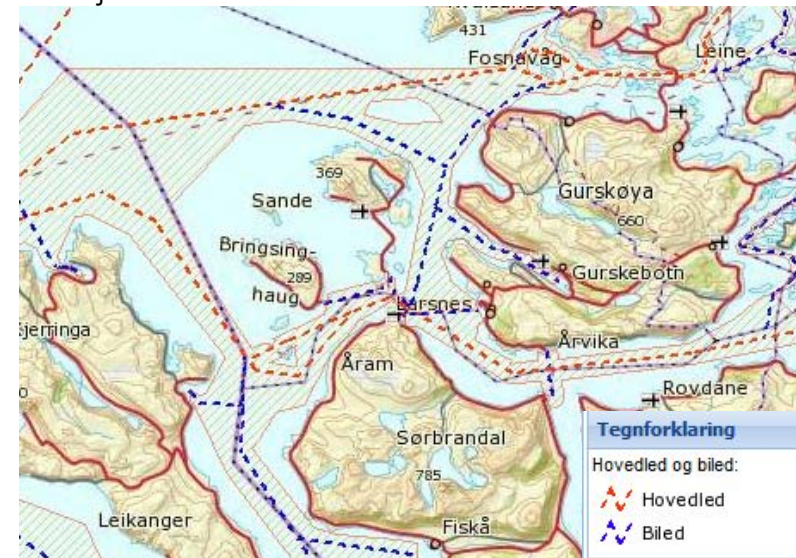 431
Fosnavåg
Leine
369
Sande
Gurskøya
660
Bringsing-
haug
289
Gurskebotn
Larsnes
jerringa
Årvika
Åram
Rovdane
Sørbrandal
785
Leikanger
Fiskå
Tegnforklaring
Hovedled og biled:
Hovedled
Biled